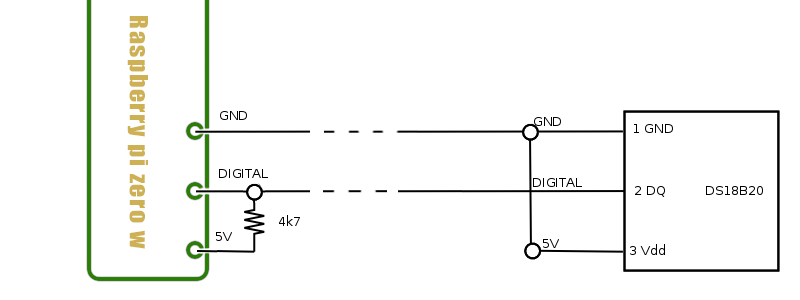 Raspberry pi zero w
GND
DIGITAL
5V
4k7
GND
DIGITAL
5V
1 GND
2 DQ
3 Vdd
DS18B20